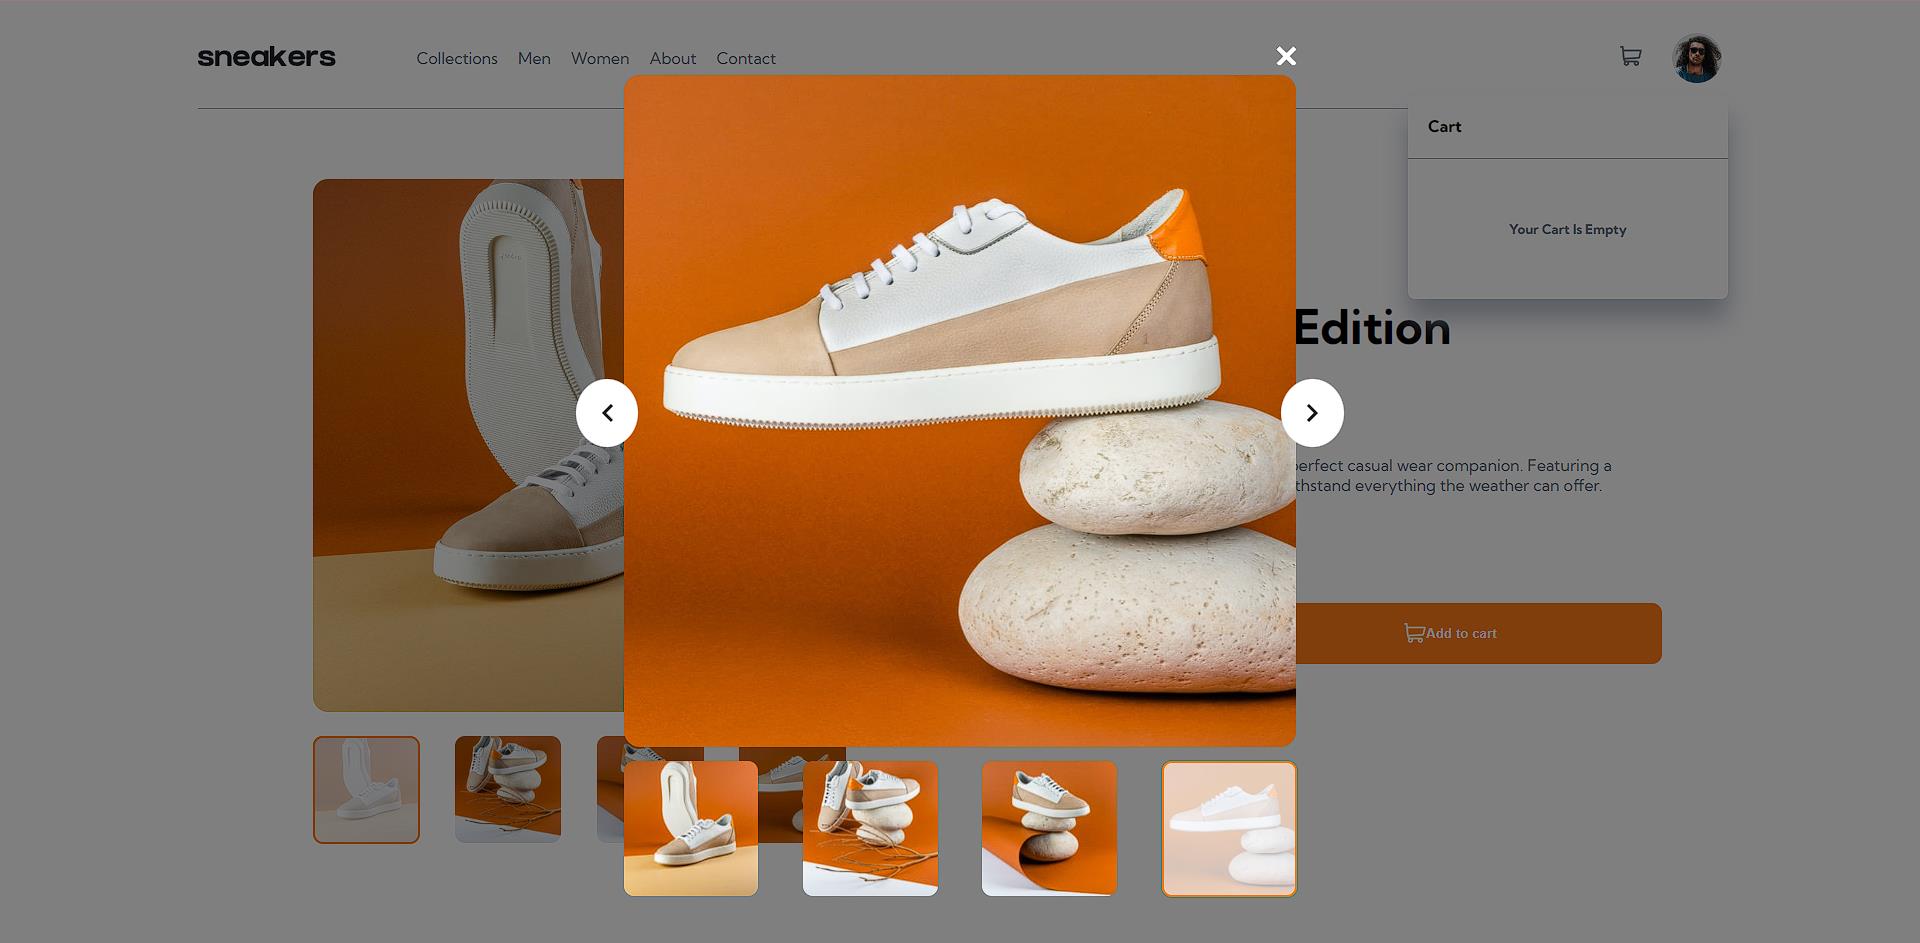 sneakers
Collections Men Women About Contact
Cart
Your Cart Is Empty
Edition
perfect casual wear companion. Featuring a
thstand everything the weather can offer.
Add to cart